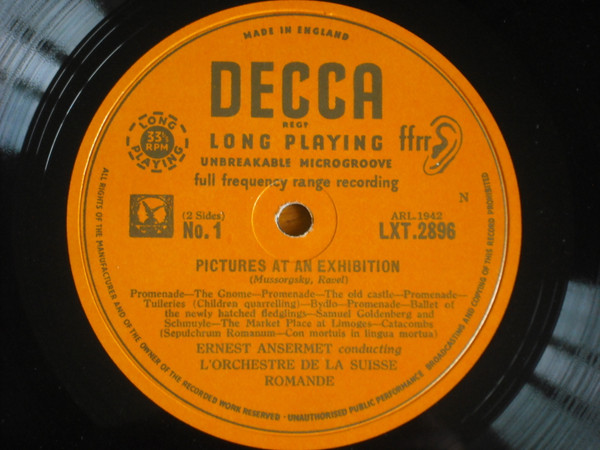 MADE IN ENGLAND
DECCA
REGD
LONG PLAYING
33⅓ RPM
LONG PLAYING
ffrr
UNBREAKABLE MICROGROOVE
full frequency range recording
N
(2 Sides)
No. 1
ARL.1942
LXT.2896
PICTURES AT AN EXHIBITION
(Mussorgsky, Ravel)
Promenade—The Gnome—Promenade—The old castle—Promenade—
Tuileries (Children quarrelling)—Bydlo—Promenade—Ballet of
the newly hatched fledglings—Samuel Goldenberg and
Schmuyle—The Market Place at Limoges—Catacombs
(Sepulchrum Romanum—Con mortuis in lingua mortua)
ERNEST ANSERMET conducting
L'ORCHESTRE DE LA SUISSE
ROMANDE
ALL RIGHTS OF THE MANUFACTURER AND OF THE OWNER OF THE RECORDED WORK RESERVED · UNAUTHORISED PUBLIC PERFORMANCE BROADCASTING AND COPYING OF THIS RECORD PROHIBITED